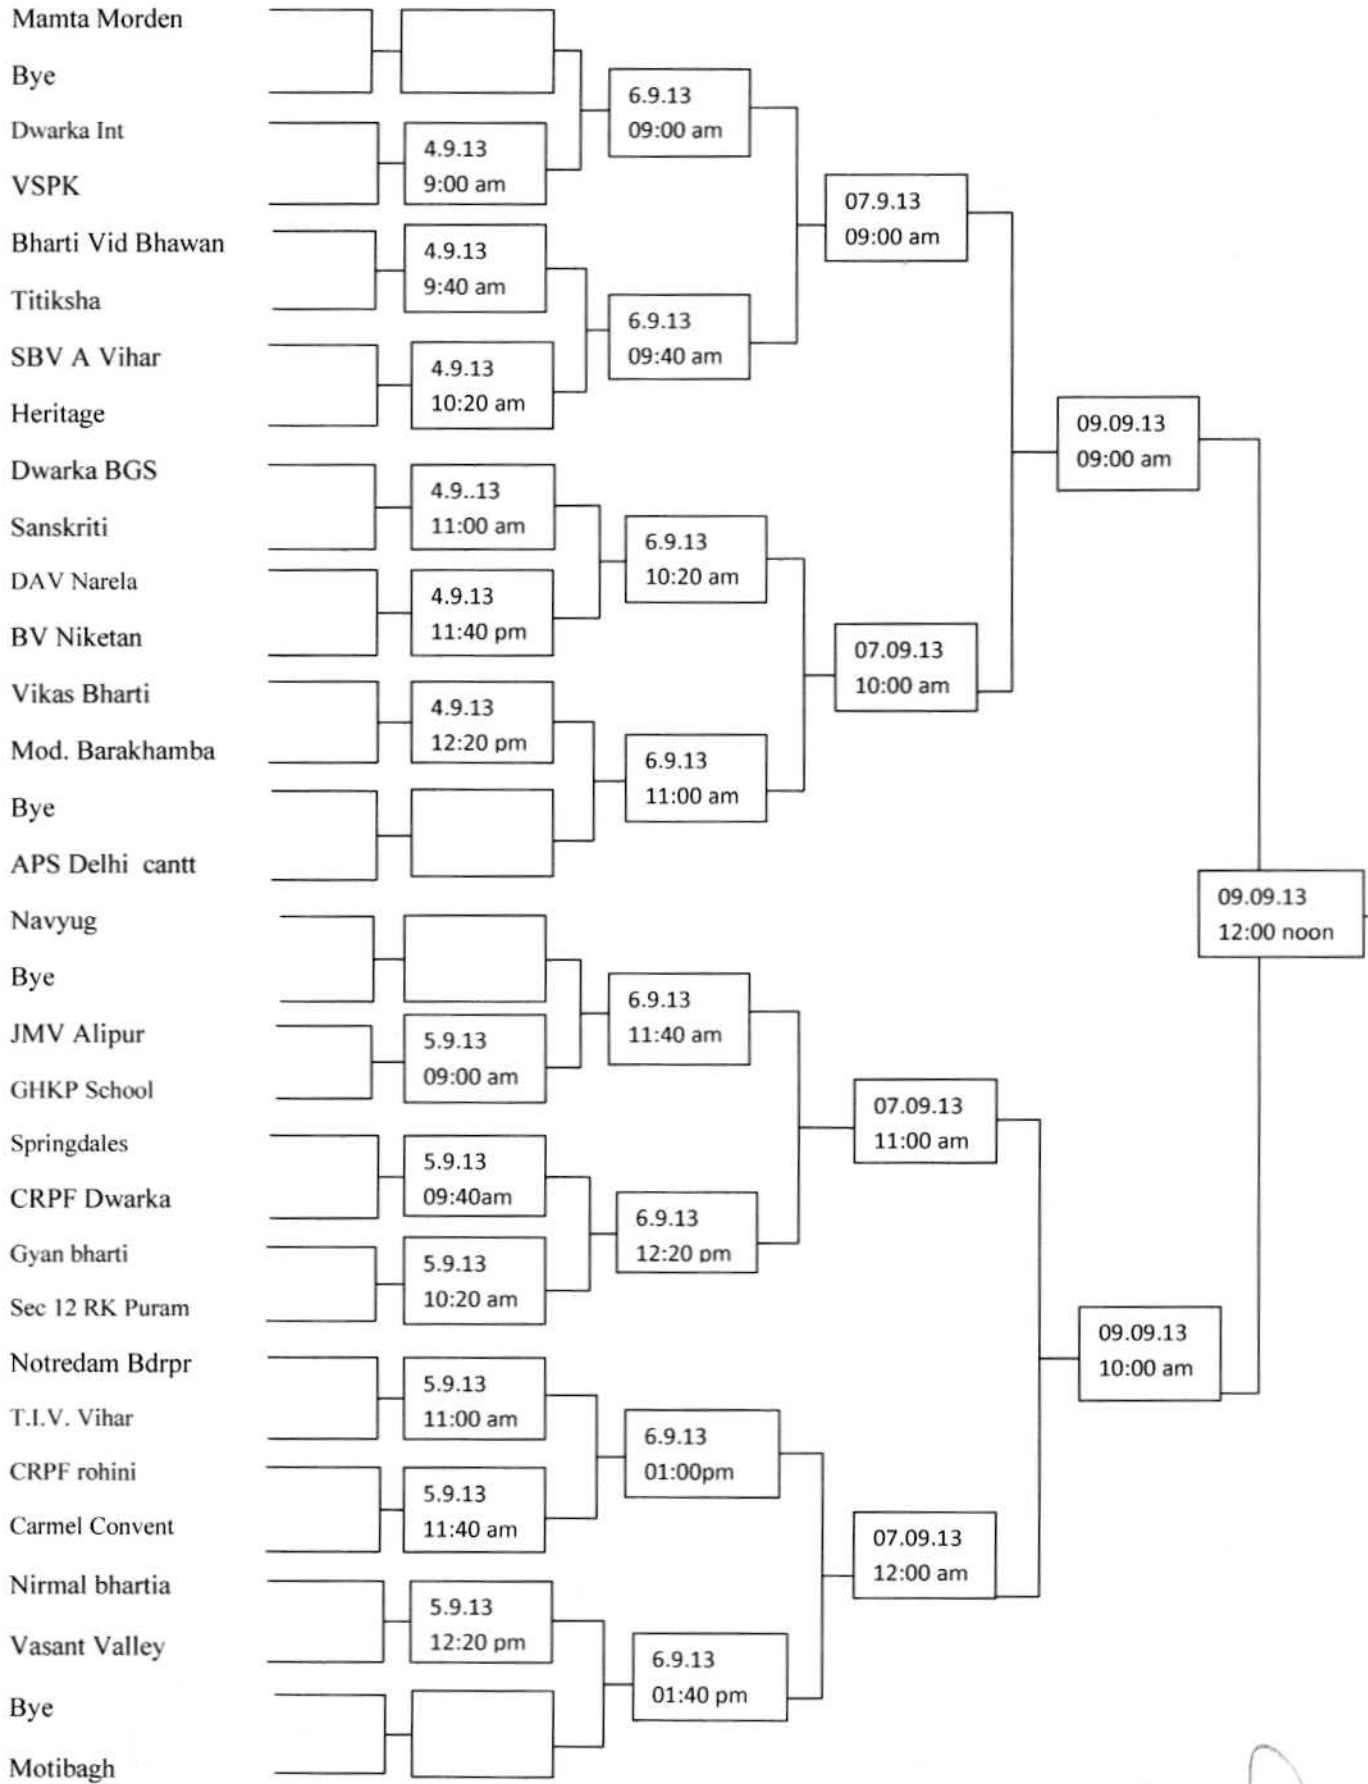 Mamta Morden
Bye
Dwarka Int
VSPK
Bharti Vid Bhawan
Titiksha
SBV A Vihar
Heritage
Dwarka BGS
Sanskriti
DAV Narela
BV Niketan
Vikas Bharti
Mod. Barakhamba
Bye
APS Delhi cantt
Navyug
Bye
JMV Alipur
GHKP School
Springdales
CRPF Dwarka
Gyan bharti
Sec 12 RK Puram
Notredam Bdrpr
T.I.V. Vihar
CRPF rohini
Carmel Convent
Nirmal bhartia
Vasant Valley
Bye
Motibagh
4.9.13
9:00 am
4.9.13
9:40 am
4.9.13
10:20 am
4.9..13
11:00 am
4.9.13
11:40 pm
4.9.13
12:20 pm
5.9.13
09:00 am
5.9.13
09:40am
5.9.13
10:20 am
5.9.13
11:00 am
5.9.13
11:40 am
5.9.13
12:20 pm
6.9.13
09:00 am
6.9.13
09:40 am
6.9.13
10:20 am
6.9.13
11:00 am
6.9.13
11:40 am
6.9.13
12:20 pm
6.9.13
01:00pm
6.9.13
01:40 pm
07.9.13
09:00 am
07.09.13
10:00 am
07.09.13
11:00 am
07.09.13
12:00 am
09.09.13
09:00 am
09.09.13
10:00 am
09.09.13
12:00 noon